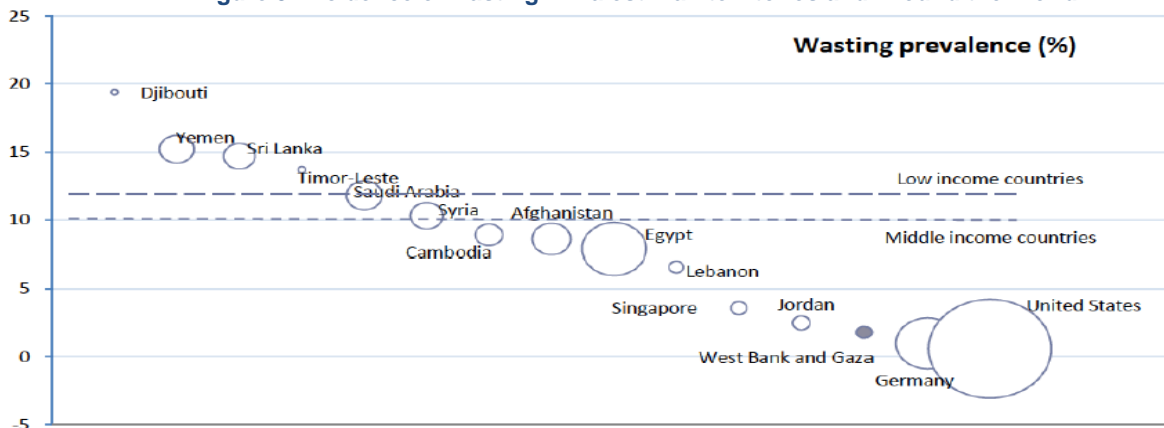 25
Wasting prevalence (%)
20
Djibouti
Yemen
Sri Lanka
15
Timor-Leste
Low income countries
Saudi Arabia
Syria
Afghanistan
10
Middle income countries
Egypt
Cambodia
Lebanon
5
Singapore
Jordan
United States
0
West Bank and Gaza
Germany
-5